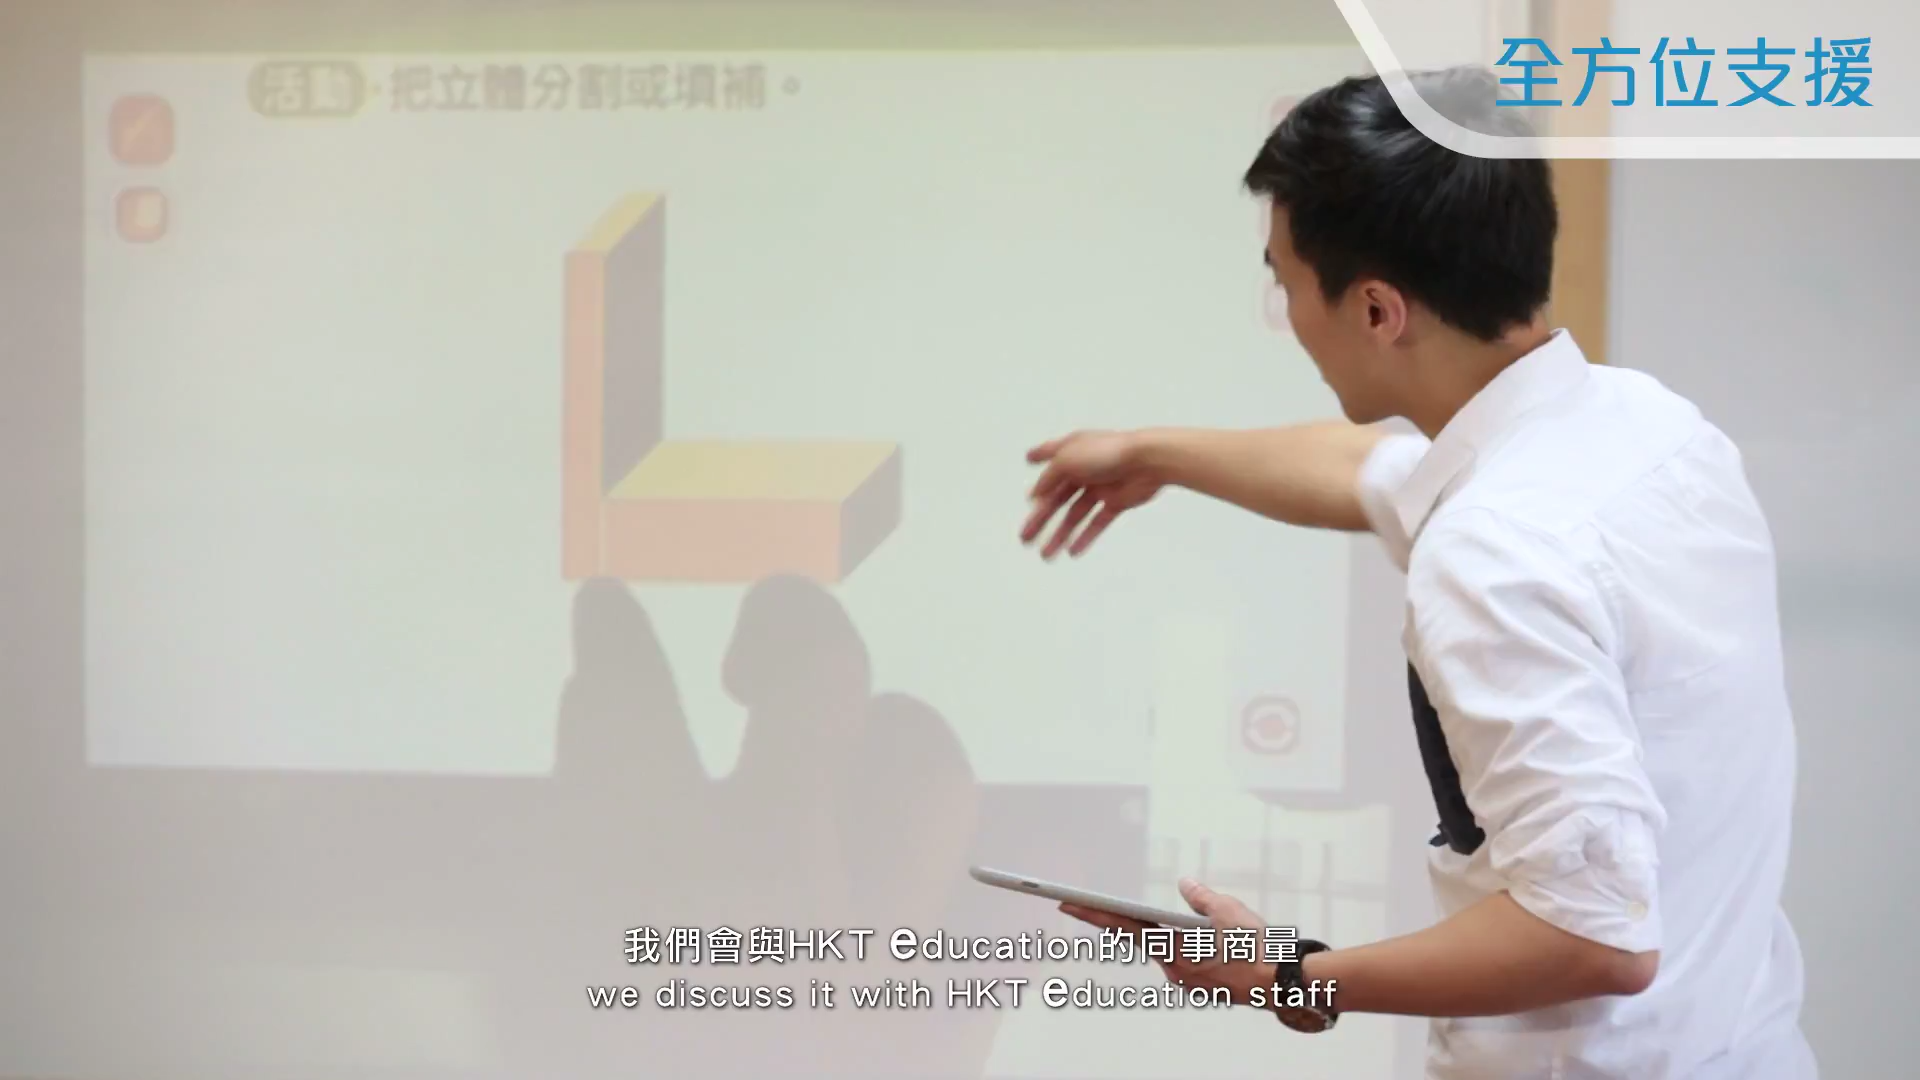 全方位支援
活動 · 把立體分割或填補。
我們會與HKT education的同事商量
we discuss it with HKT education staff